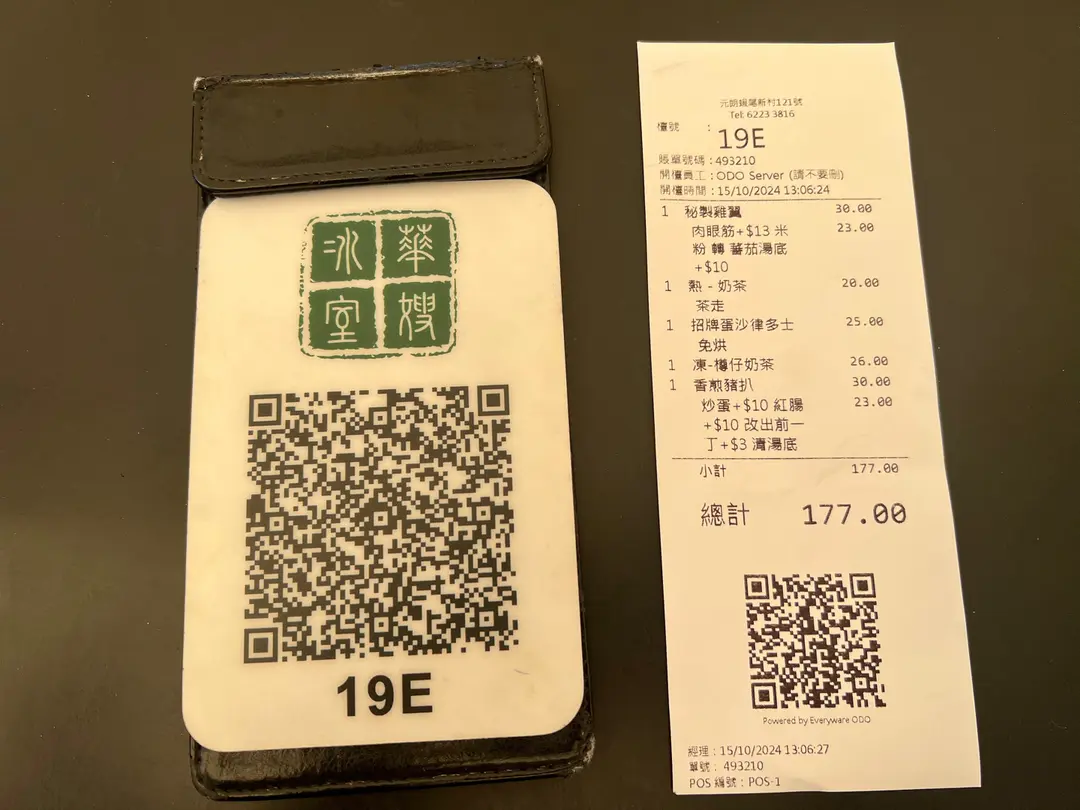 華嫂
冰室
19E
元朗錦屏新村121號
Tel: 6223 3816
檯號 :
19E
賬單號碼 : 493210
開檯員工 : ODO Server (請不要刪)
開檯時間 : 15/10/2024 13:06:24
1 秘製雞翼 30.00
肉眼筋+$13 米 23.00
粉 轉 蕃茄湯底
+$10
1 熱 - 奶茶 20.00
茶走
1 招牌蛋沙律多士 25.00
免烘
1 凍-樽仔奶茶 26.00
1 香煎豬扒 30.00
炒蛋+$10 紅腸 23.00
+$10 改出前一
丁+$3 清湯底
小計 177.00
總計 177.00
Powered by Everyware ODO
經理 : 15/10/2024 13:06:27
單號 : 493210
POS 編號 : POS-1